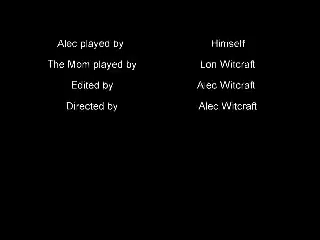 Alec played by Himself
The Mom played by Lori Witcraft
Edited by Alec Witcraft
Directed by Alec Witcraft